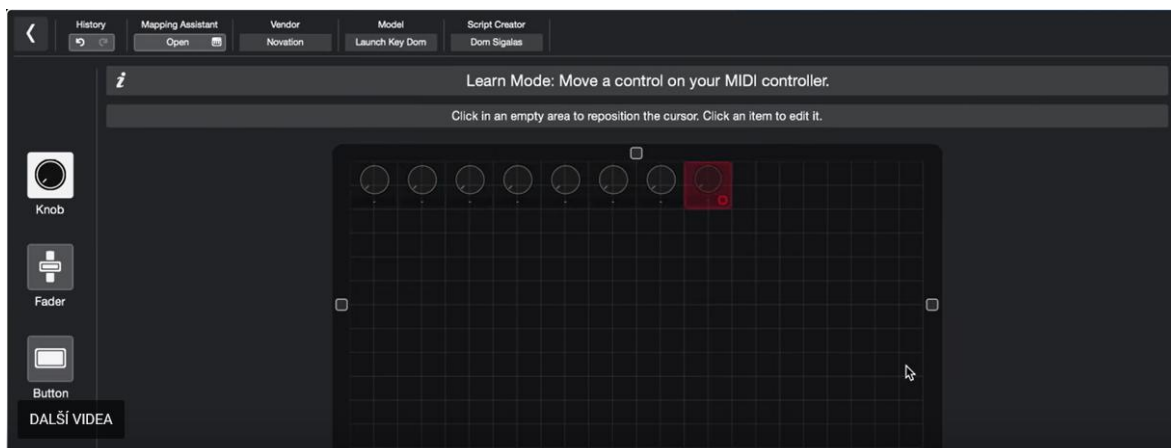 History
Mapping Assistant
Vendor
Model
Script Creator
Open
Novation
Launch Key Dom
Dom Sigalas
i
Learn Mode: Move a control on your MIDI controller.
Click in an empty area to reposition the cursor. Click an item to edit it.
Knob
Fader
Button
DALŠÍ VIDEA